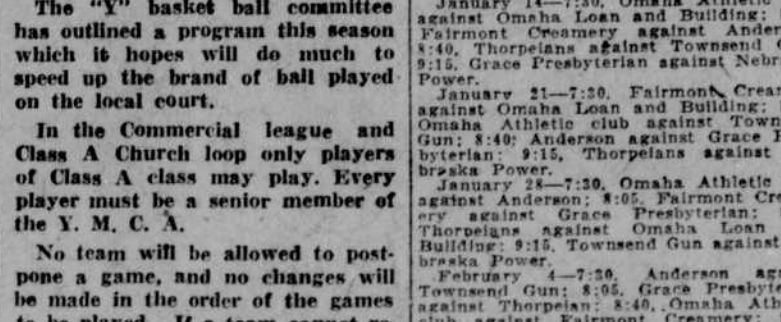 The "Y" basket ball committee
has outlined a program this season
which it hopes will do much to
speed up the brand of ball played
on the local court.
In the Commercial league and
Class A Church loop only players
of Class A class may play. Every
player must be a senior member of
the Y. M. C. A.
No team will be allowed to post-
pone a game, and no changes will
be made in the order of the games
January 14—7:30, Omaha Athletic
against Omaha Loan and Building;
Fairmont Creamery against Ander
8:40, Thorpeians against Townsend
9:15, Grace Presbyterian against Nebr
Power.
January 21—7:30, Fairmont Crea
against Omaha Loan and Building;
Omaha Athletic club against Town
Gun; 8:40; Anderson against Grace
byterian; 9:15, Thorpeians against
braska Power.
January 28—7:30, Omaha Athletic
against Anderson; 8:05, Fairmont Cre
ery against Grace Presbyterian;
Thorpeians against Omaha Loan
Building; 9:15, Townsend Gun against
braska Power.
February 4—7:30, Anderson ag
Townsend Gun; 8:05, Grace Presbyte
against Thorpeian; 8:40, Omaha Ath
club against Fairmont Creamery;